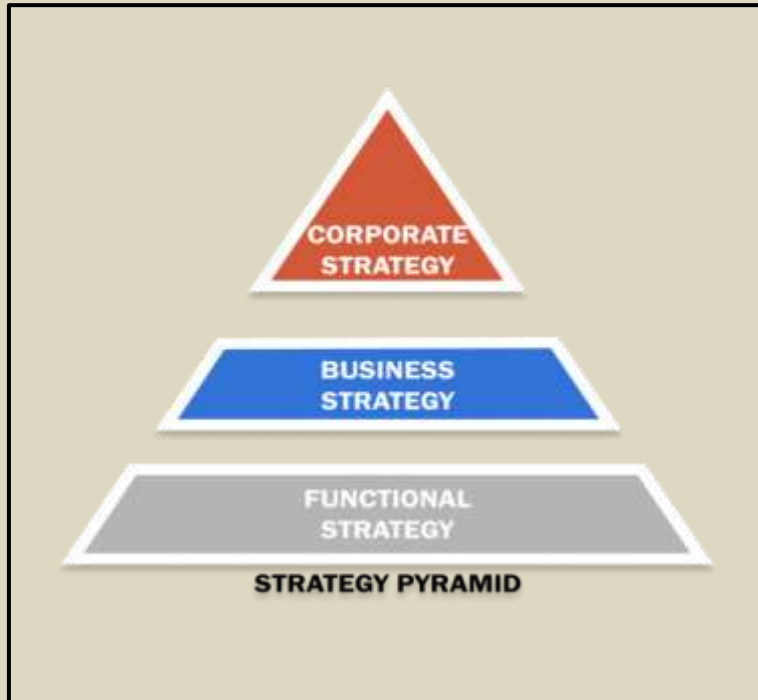 CORPORATE
STRATEGY
BUSINESS
STRATEGY
FUNCTIONAL
STRATEGY
STRATEGY PYRAMID